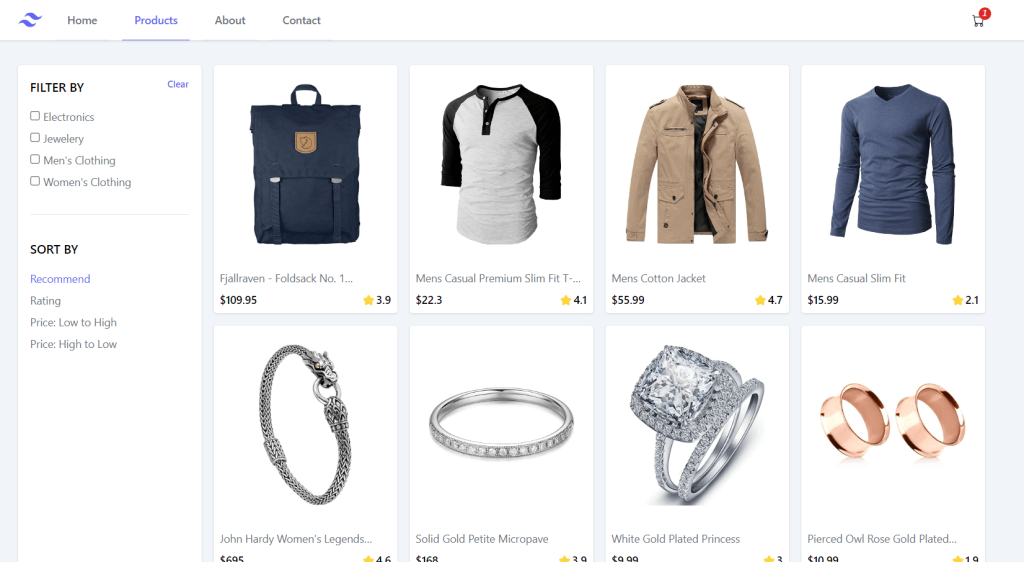 Home
Products
About
Contact
1
FILTER BY
Clear
Electronics
Jewelery
Men's Clothing
Women's Clothing
SORT BY
Recommend
Rating
Price: Low to High
Price: High to Low
Fjallraven - Foldsack No. 1...
$109.95
3.9
Mens Casual Premium Slim Fit T-...
$22.3
4.1
Mens Cotton Jacket
$55.99
4.7
Mens Casual Slim Fit
$15.99
2.1
John Hardy Women's Legends...
$695
4.6
Solid Gold Petite Micropave
$168
3.9
White Gold Plated Princess
$9.99
3
Pierced Owl Rose Gold Plated...
$10.99
1.9